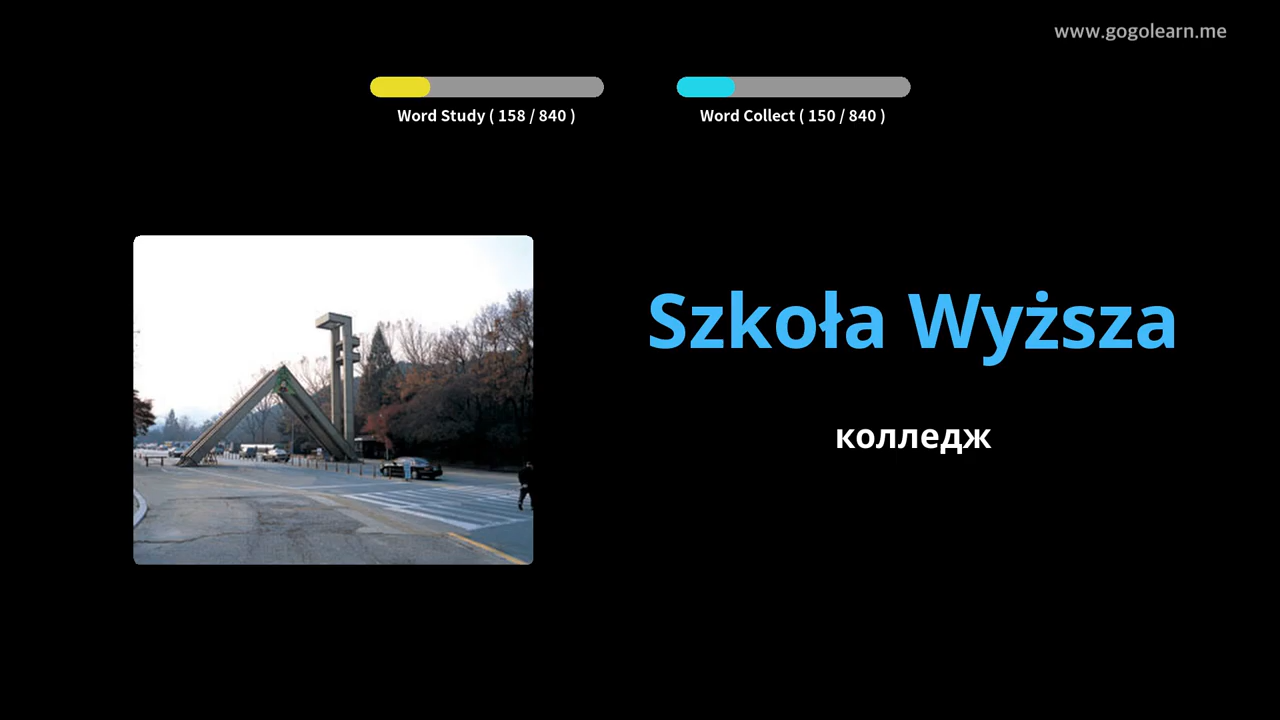 www.gogolearn.me
Word Study ( 158 / 840 )
Word Collect ( 150 / 840 )
Szkoła Wyższa
колледж